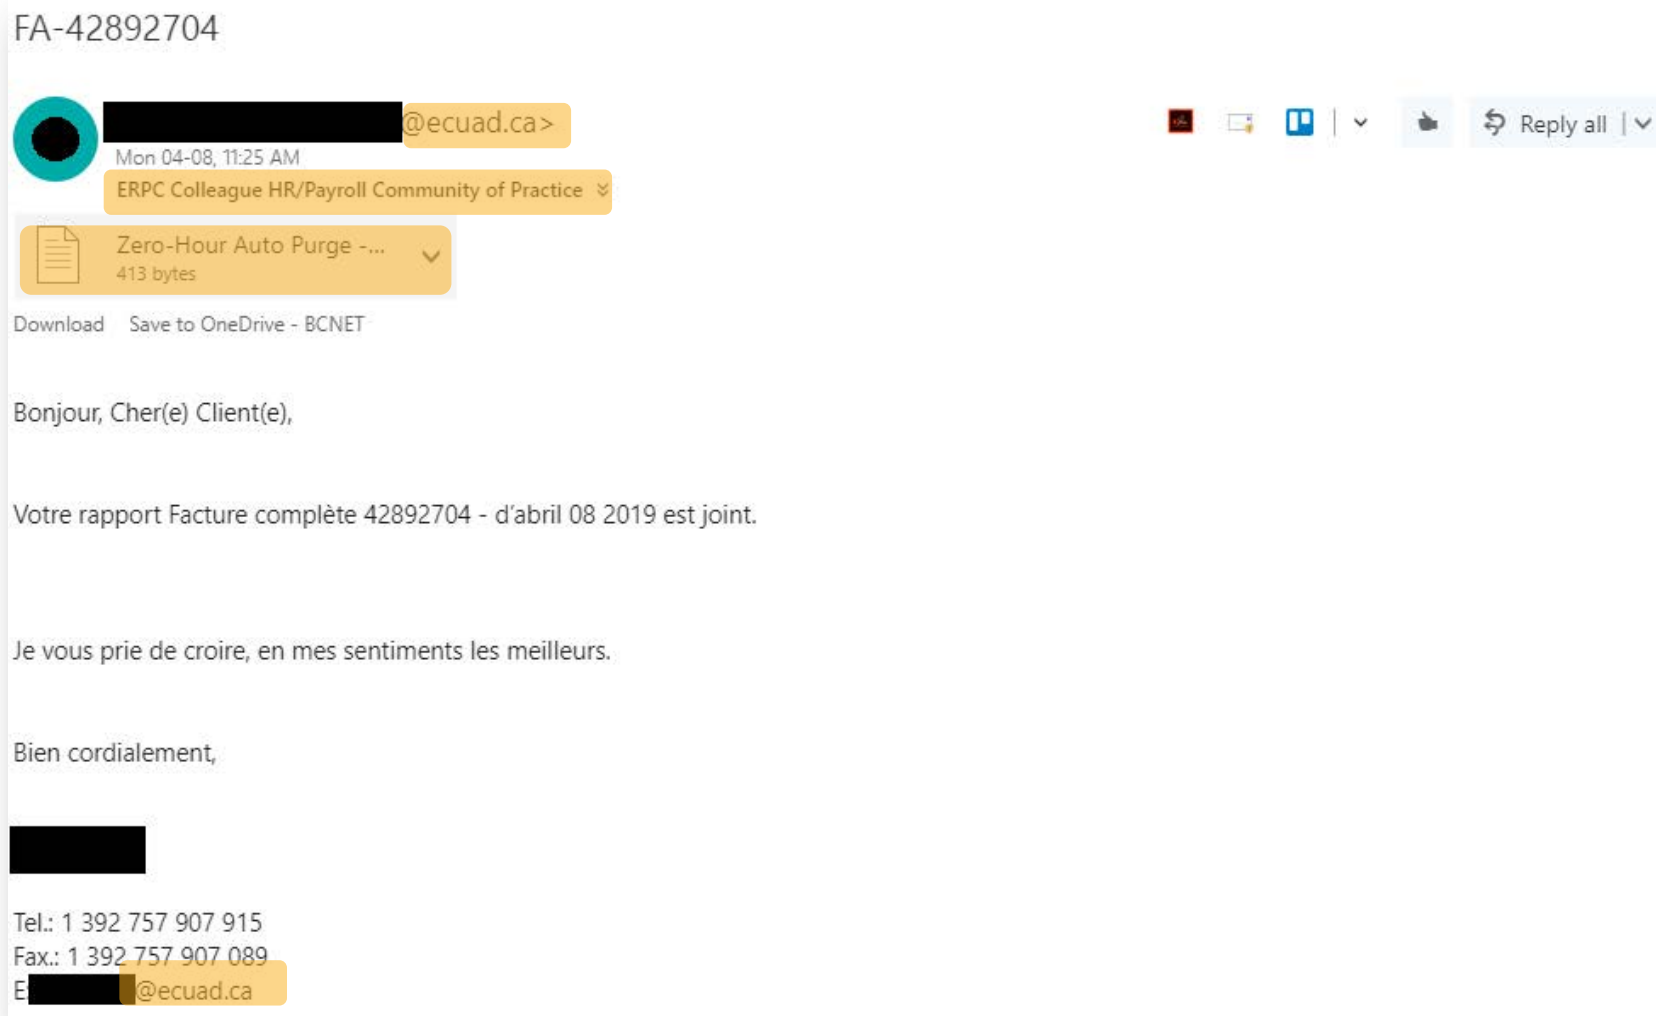 FA-42892704
@ecuad.ca>
Mon 04-08, 11:25 AM
ERPC Colleague HR/Payroll Community of Practice
Reply all
Zero-Hour Auto Purge -...
413 bytes
Download Save to OneDrive - BCNET
Bonjour, Cher(e) Client(e),
Votre rapport Facture complète 42892704 - d'abril 08 2019 est joint.
Je vous prie de croire, en mes sentiments les meilleurs.
Bien cordialement,
Tel.: 1 392 757 907 915
Fax.: 1 392 757 907 089
E: @ecuad.ca